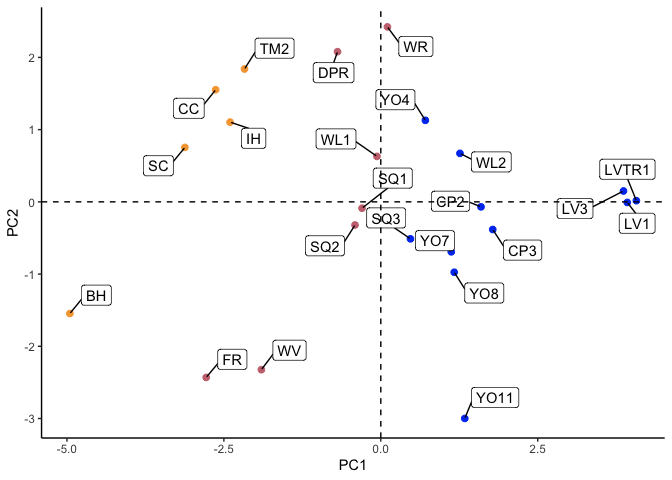 WR
TM2
DPR
2
CC
YO4
IH
WL1
1
SC
WL2
LVTR1
SQ1
CP2
0
LV3
SQ3
LV1
SQ2
YO7
CP3
PC2
-1
BH
YO8
WV
FR
-2
YO11
-3
-5.0 -2.5 0.0 2.5
PC1